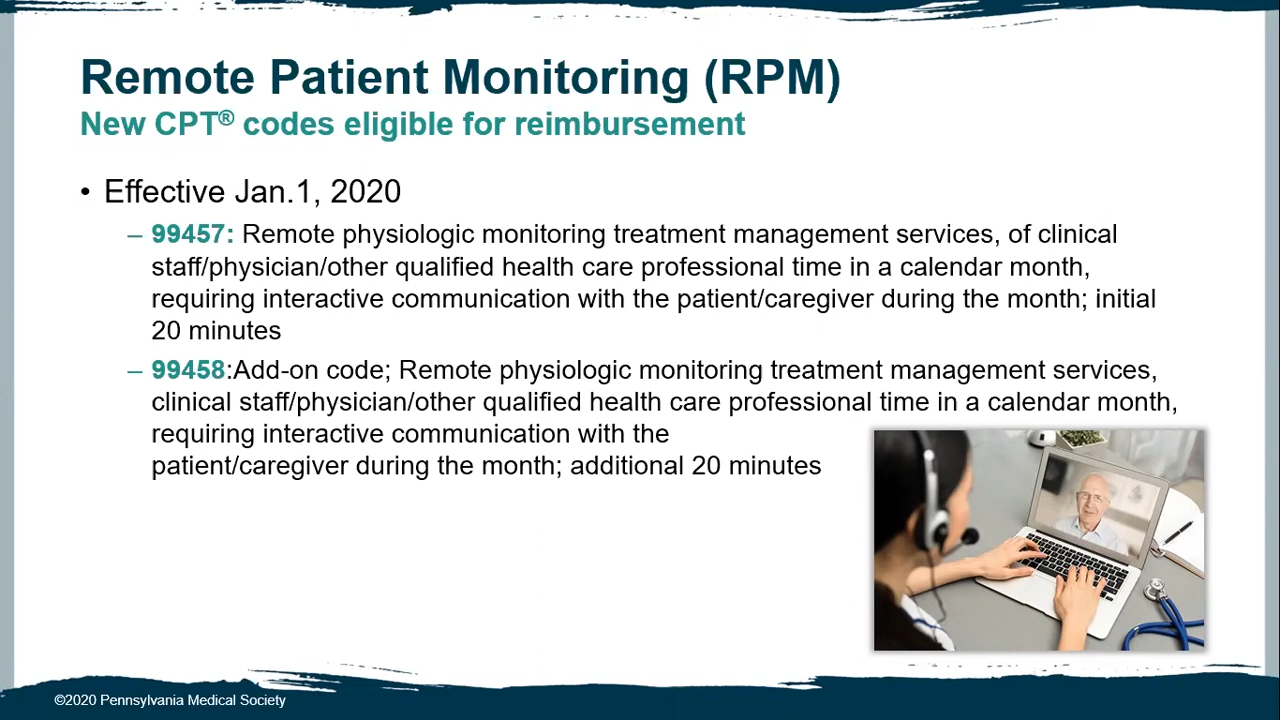 Remote Patient Monitoring (RPM)
New CPT® codes eligible for reimbursement
• Effective Jan.1, 2020
– 99457: Remote physiologic monitoring treatment management services, of clinical
staff/physician/other qualified health care professional time in a calendar month,
requiring interactive communication with the patient/caregiver during the month; initial
20 minutes
– 99458:Add-on code; Remote physiologic monitoring treatment management services,
clinical staff/physician/other qualified health care professional time in a calendar month,
requiring interactive communication with the
patient/caregiver during the month; additional 20 minutes
©2020 Pennsylvania Medical Society